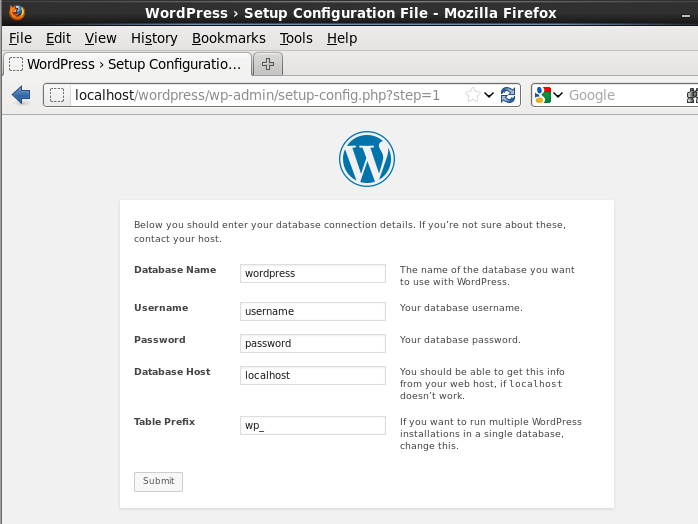 WordPress › Setup Configuration File - Mozilla Firefox
File Edit View History Bookmarks Tools Help
WordPress › Setup Configuratio...
localhost/wordpress/wp-admin/setup-config.php?step=1
Google
Below you should enter your database connection details. If you're not sure about these,
contact your host.
Database Name wordpress The name of the database you want
to use with WordPress.
Username username Your database username.
Password password Your database password.
Database Host localhost You should be able to get this info
from your web host, if localhost
doesn't work.
Table Prefix wp_ If you want to run multiple WordPress
installations in a single database,
change this.
Submit